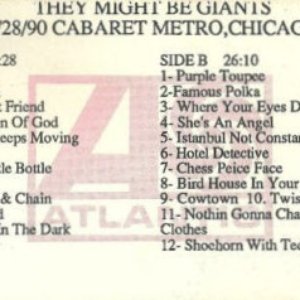 THEY MIGHT BE GIANTS
/28/90 CABARET METRO, CHICAG
:28
t Friend
n Of God
eeps Moving
tle Bottle
& Chain
d
In The Dark
SIDE B 26:10
1- Purple Toupee
2-Famous Polka
3- Where Your Eyes D
4- She's An Angel
5- Istanbul Not Constan
6- Hotel Detective
7- Chess Peice Face
8- Bird House In Your
9- Cowtown 10. Twis
11- Nothin Gonna Cha
Clothes
12- Shoehorn With Tee
A
ATLANTIC